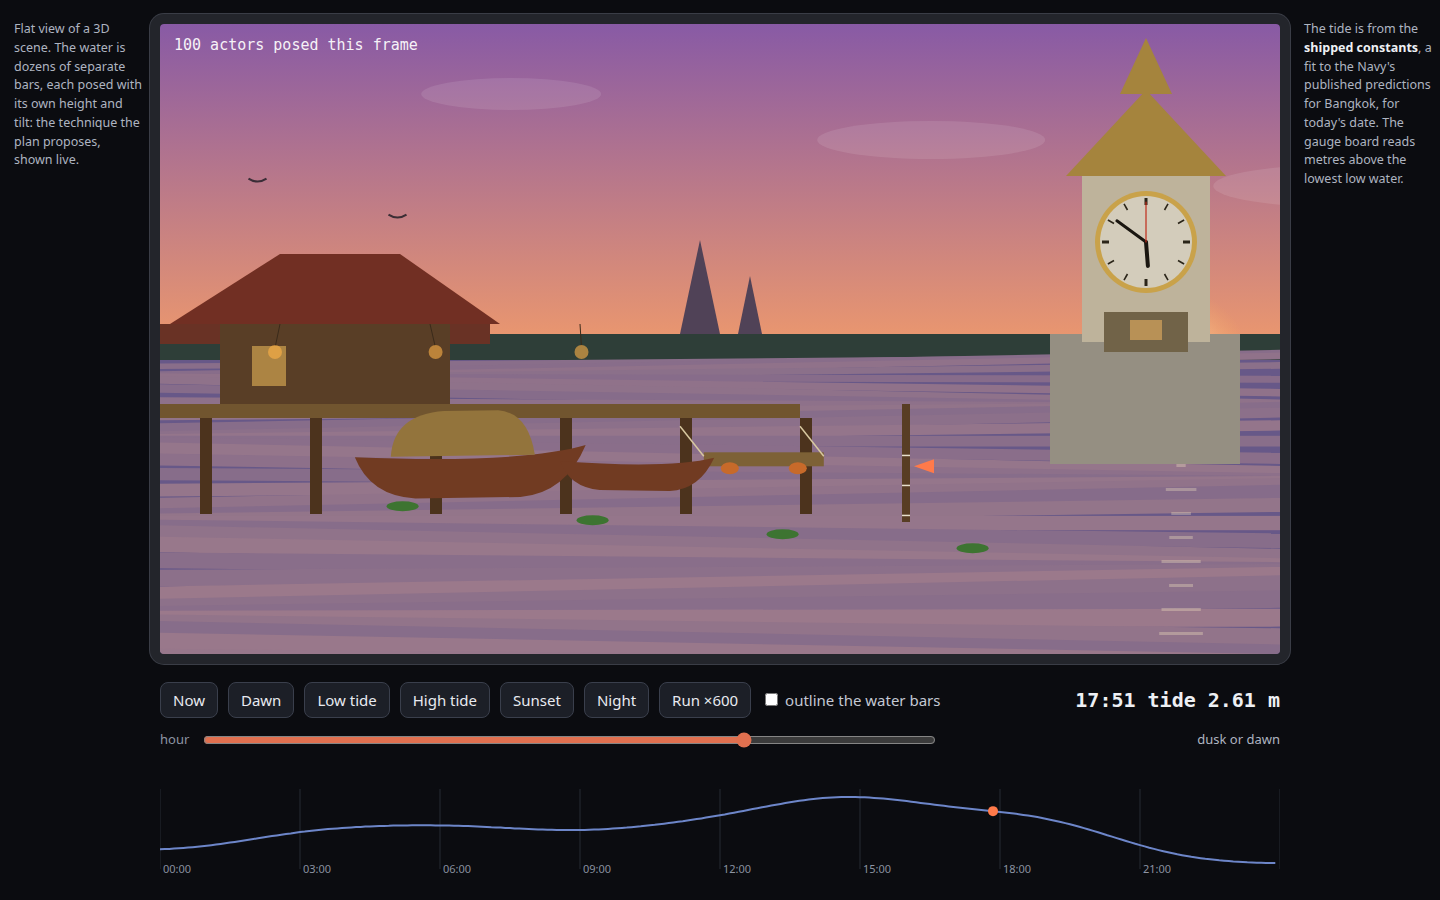 Flat view of a 3D
scene. The water is
dozens of separate
bars, each posed with
its own height and
tilt: the technique the
plan proposes,
shown live.
100 actors posed this frame
The tide is from the
shipped constants, a
fit to the Navy's
published predictions
for Bangkok, for
today's date. The
gauge board reads
metres above the
lowest low water.
Now Dawn Low tide High tide Sunset Night Run ×600 outline the water bars 17:51 tide 2.61 m
hour dusk or dawn
00:00 03:00 06:00 09:00 12:00 15:00 18:00 21:00